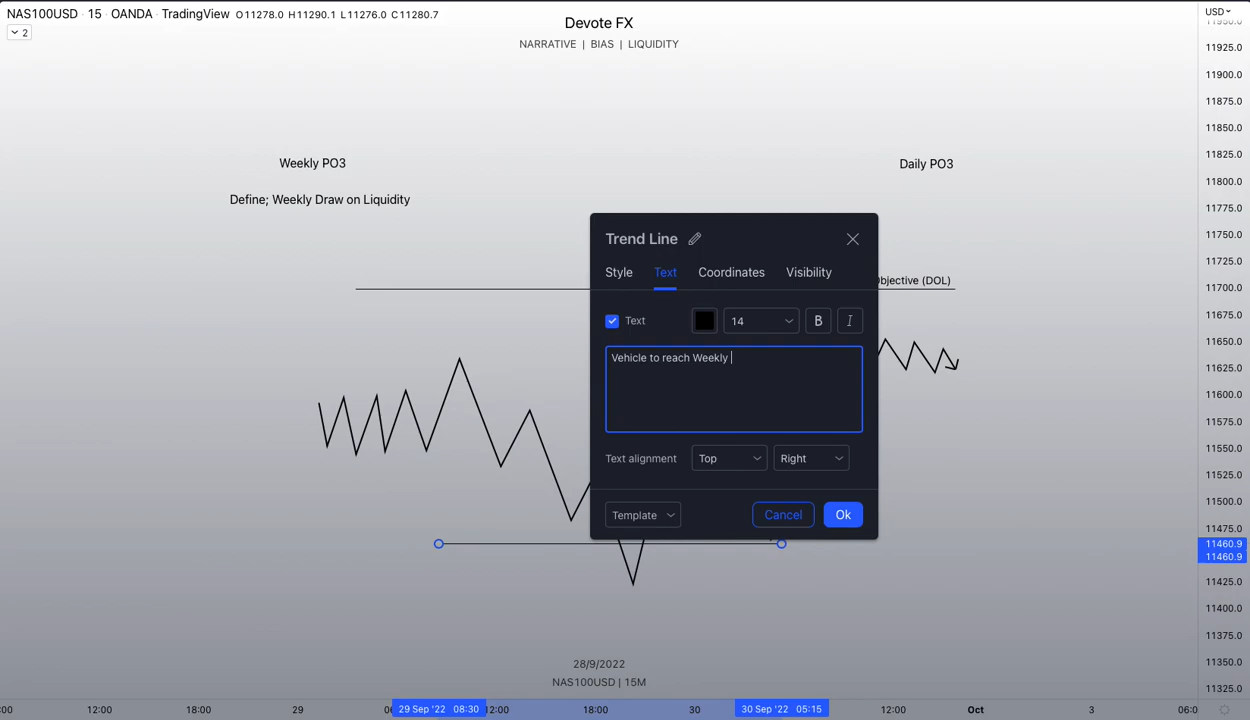 NAS100USD · 15 · OANDA · TradingView O11278.0 H11290.1 L11276.0 C11280.7
2
Devote FX
NARRATIVE | BIAS | LIQUIDITY
USD
11950.0
11925.0
11900.0
11875.0
11850.0
11825.0
11800.0
11775.0
11750.0
11725.0
11700.0
11675.0
11650.0
11625.0
11600.0
11575.0
11550.0
11525.0
11500.0
11475.0
11460.9
11460.9
11425.0
11400.0
11375.0
11350.0
11325.0
Weekly PO3
Daily PO3
Define; Weekly Draw on Liquidity
Objective (DOL)
Trend Line
Style Text Coordinates Visibility
Text 14 B I
Vehicle to reach Weekly
Text alignment Top Right
Template Cancel Ok
28/9/2022
NAS100USD | 15M
:00 12:00 18:00 29 29 Sep '22 08:30 12:00 18:00 30 30 Sep '22 05:15 12:00 Oct 3 06:0